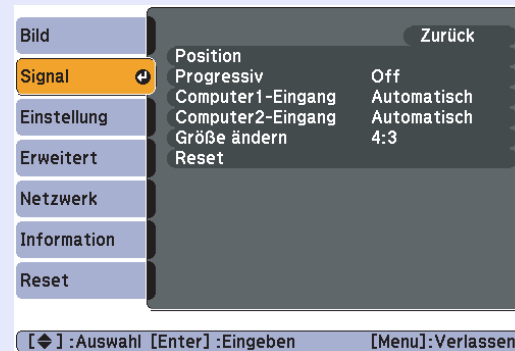 Bild
Signal
Einstellung
Erweitert
Netzwerk
Information
Reset
Zurück
Position
Progressiv Off
Computer1-Eingang Automatisch
Computer2-Eingang Automatisch
Größe ändern 4:3
Reset
[◆] :Auswahl [Enter] :Eingeben [Menu]:Verlassen